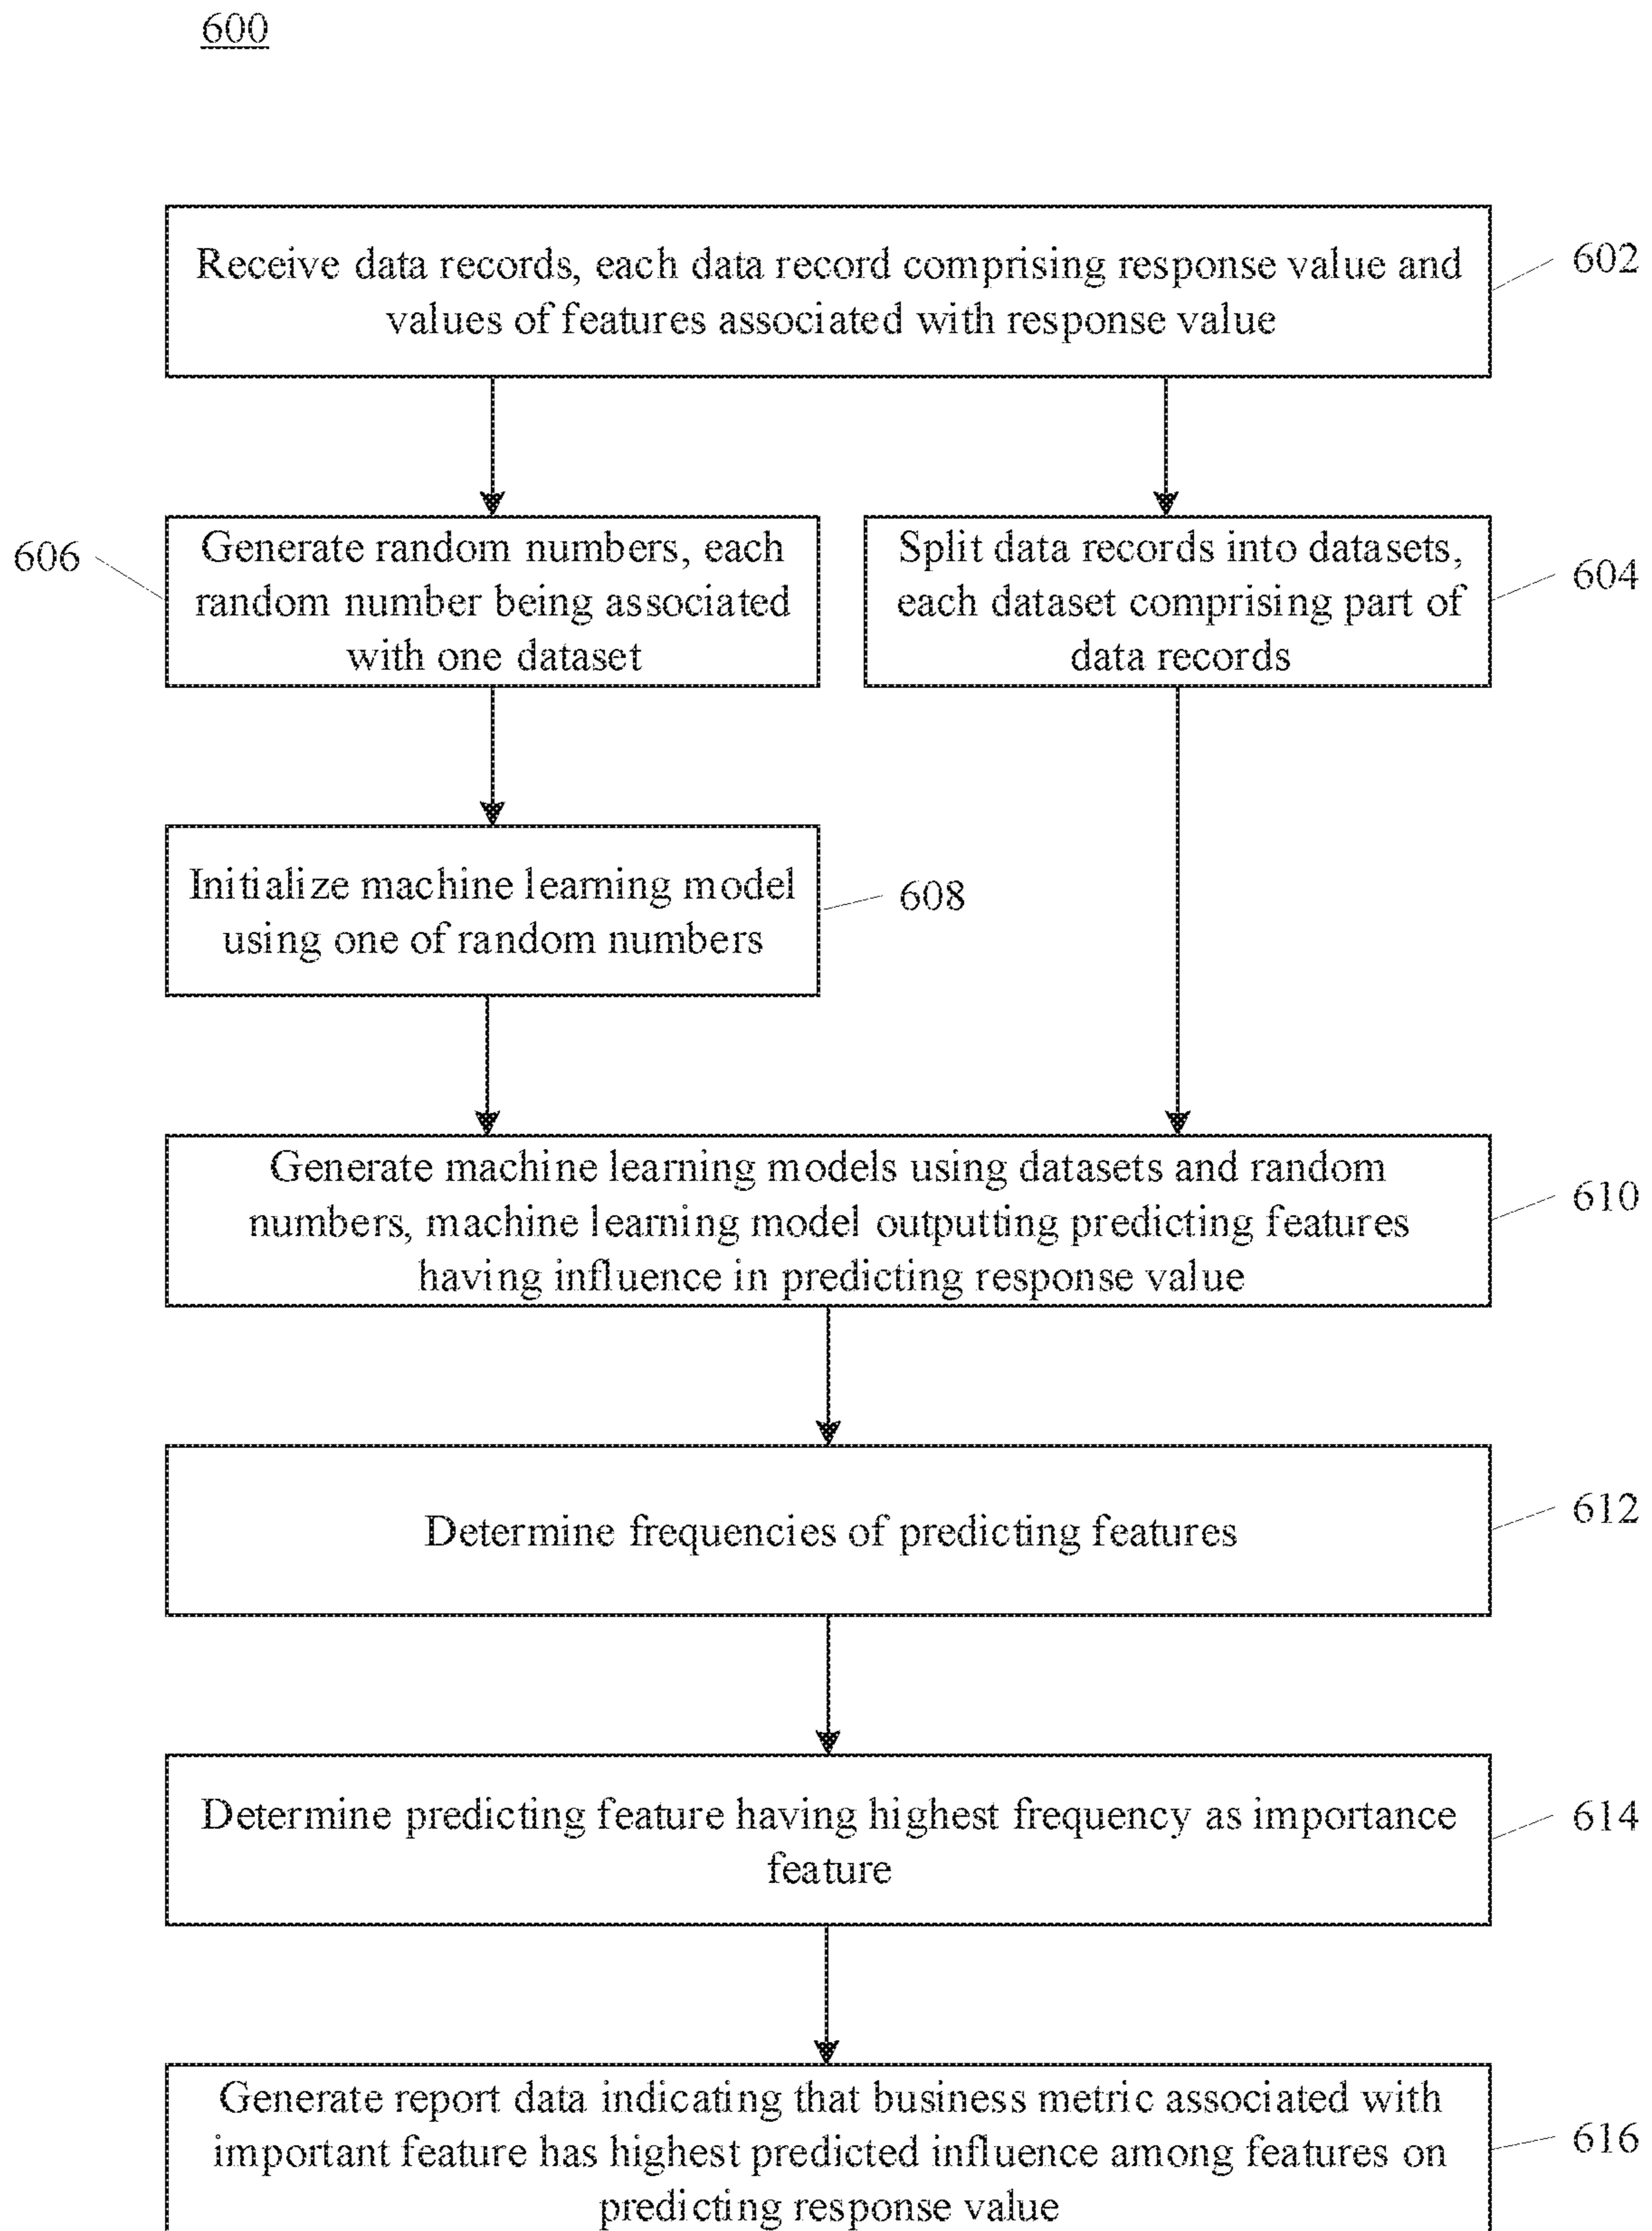 600
Receive data records, each data record comprising response value and
values of features associated with response value
602
606
Generate random numbers, each
random number being associated
with one dataset
Split data records into datasets,
each dataset comprising part of
data records
604
Initialize machine learning model
using one of random numbers
608
Generate machine learning models using datasets and random
numbers, machine learning model outputting predicting features
having influence in predicting response value
610
Determine frequencies of predicting features
612
Determine predicting feature having highest frequency as importance
feature
614
Generate report data indicating that business metric associated with
important feature has highest predicted influence among features on
predicting response value
616